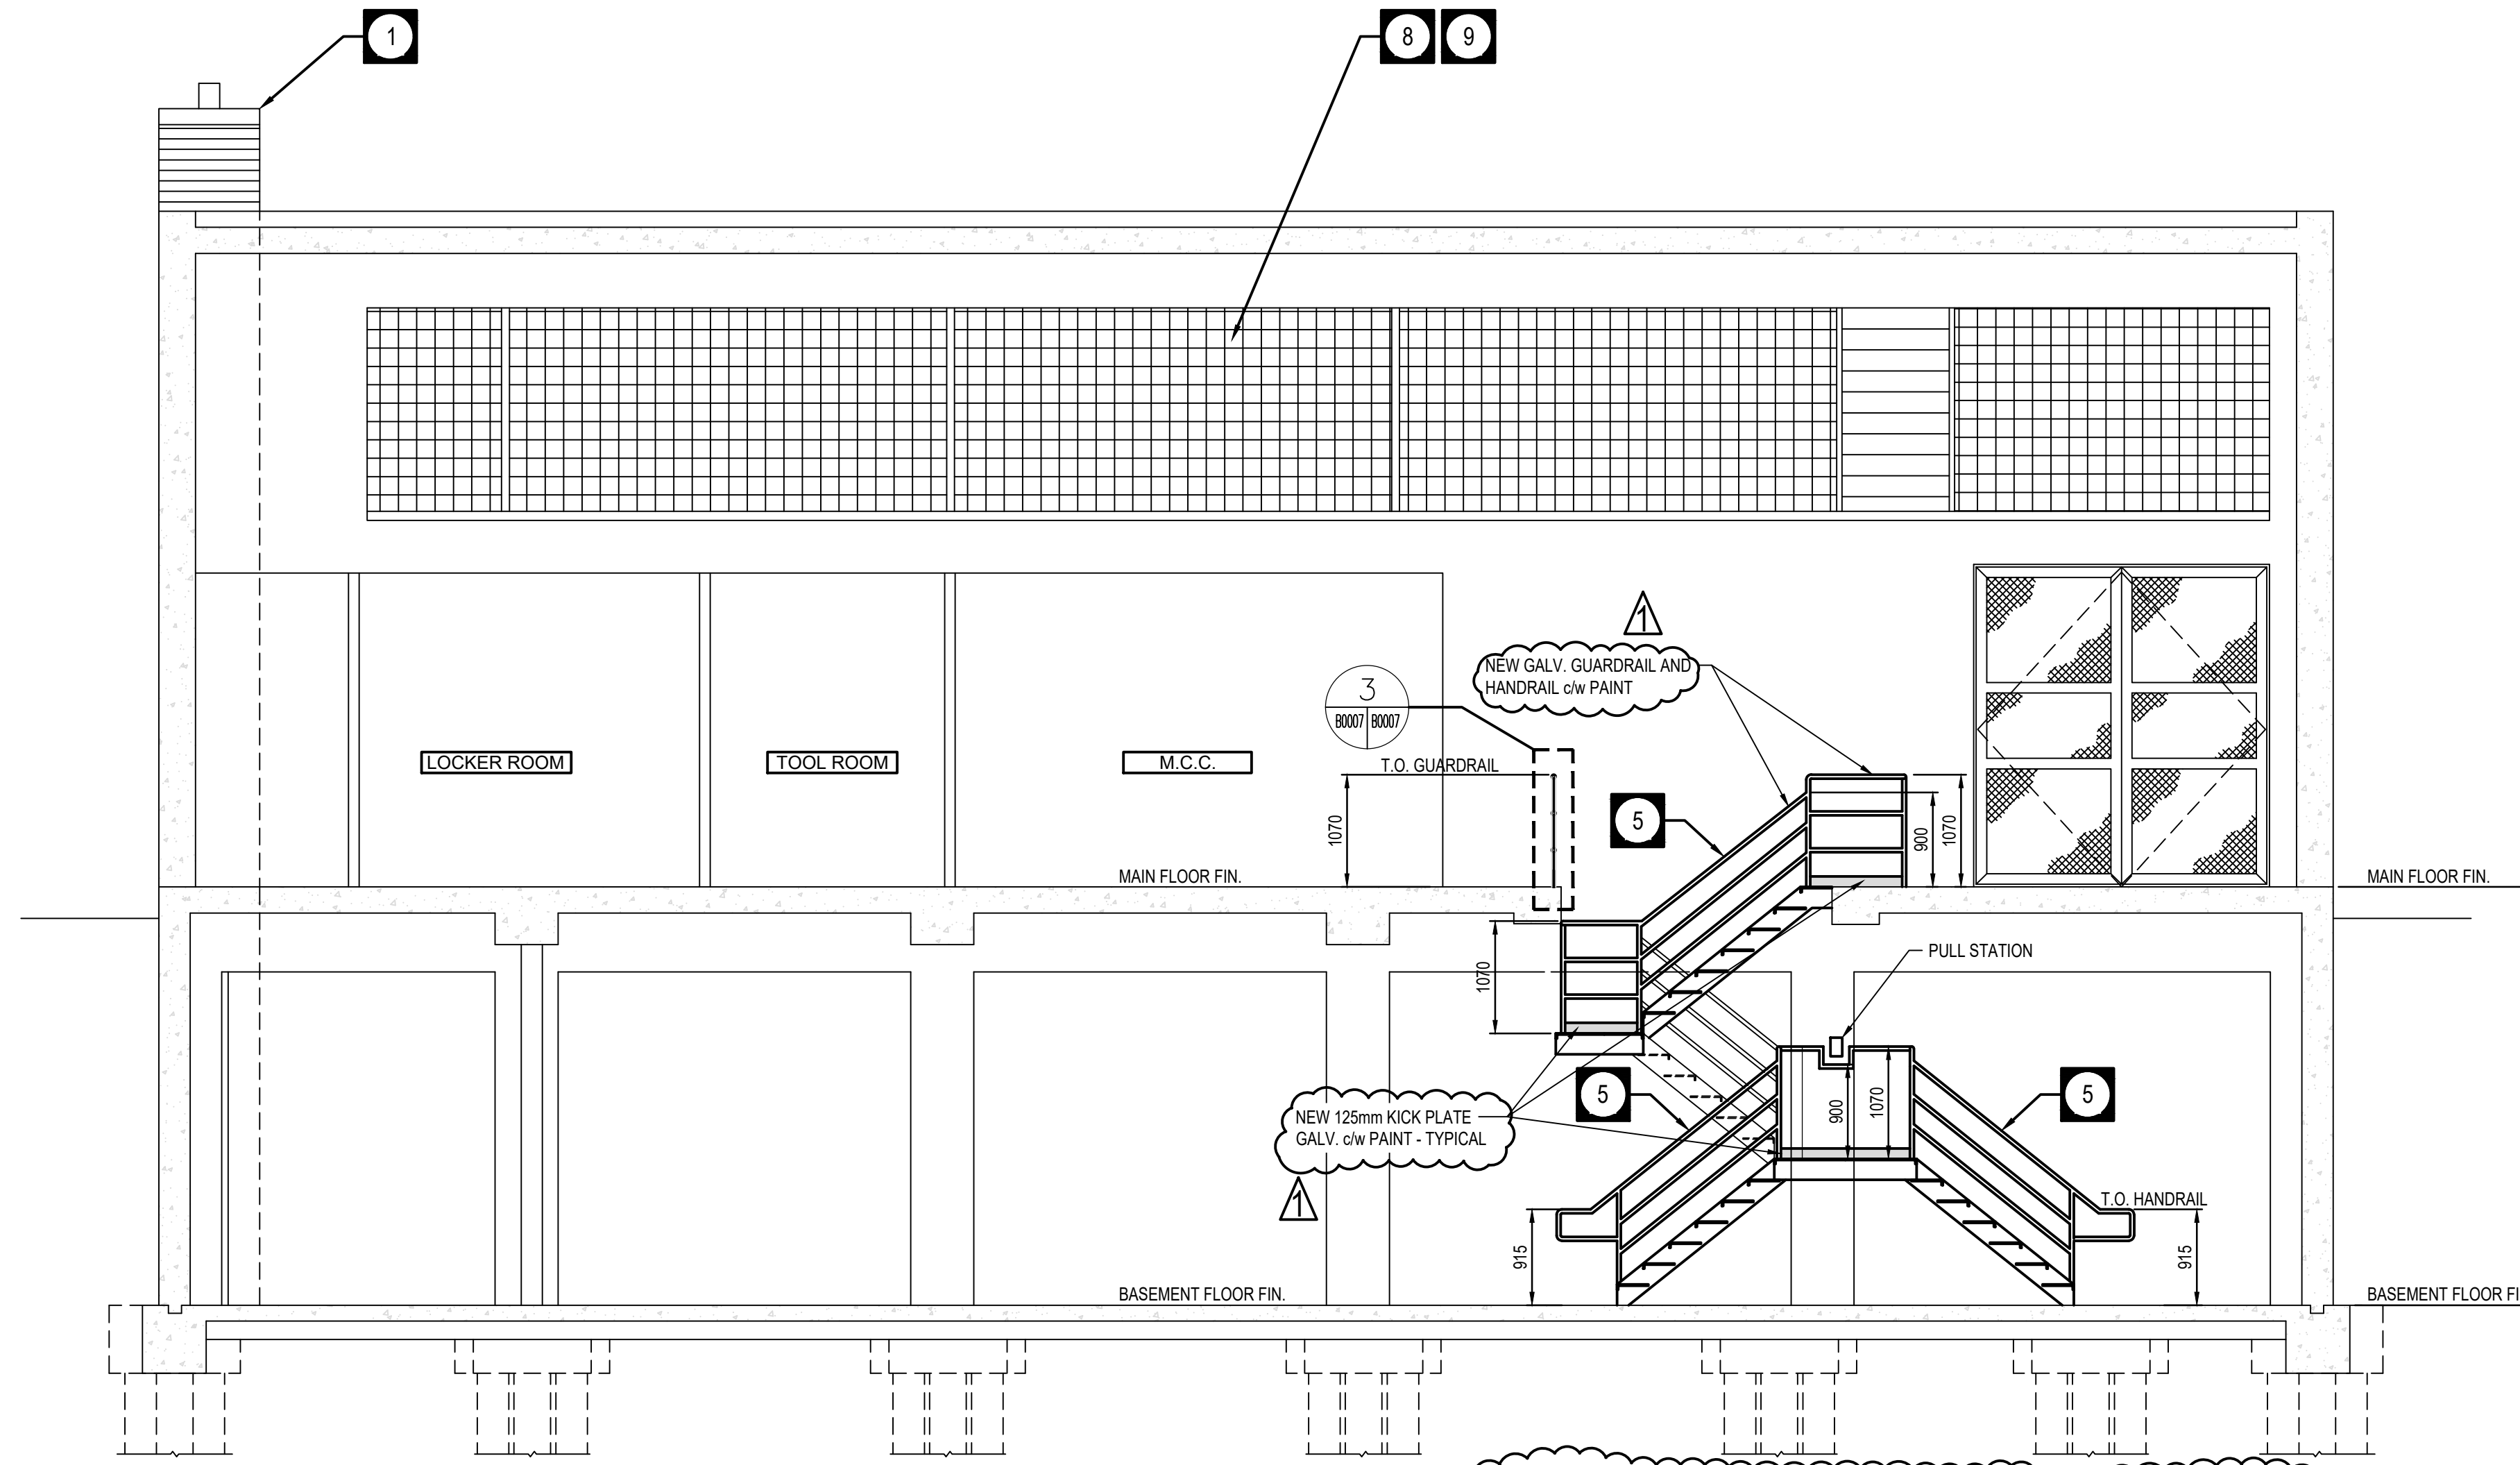 1
8 9
1
NEW GALV. GUARDRAIL AND
HANDRAIL c/w PAINT
3
B0007 B0007
LOCKER ROOM
TOOL ROOM
M.C.C.
T.O. GUARDRAIL
1070
5
900
1070
MAIN FLOOR FIN.
MAIN FLOOR FIN.
PULL STATION
1070
NEW 125mm KICK PLATE
GALV. c/w PAINT - TYPICAL
1
5
900
1070
5
T.O. HANDRAIL
915
915
BASEMENT FLOOR FIN.
BASEMENT FLOOR FI